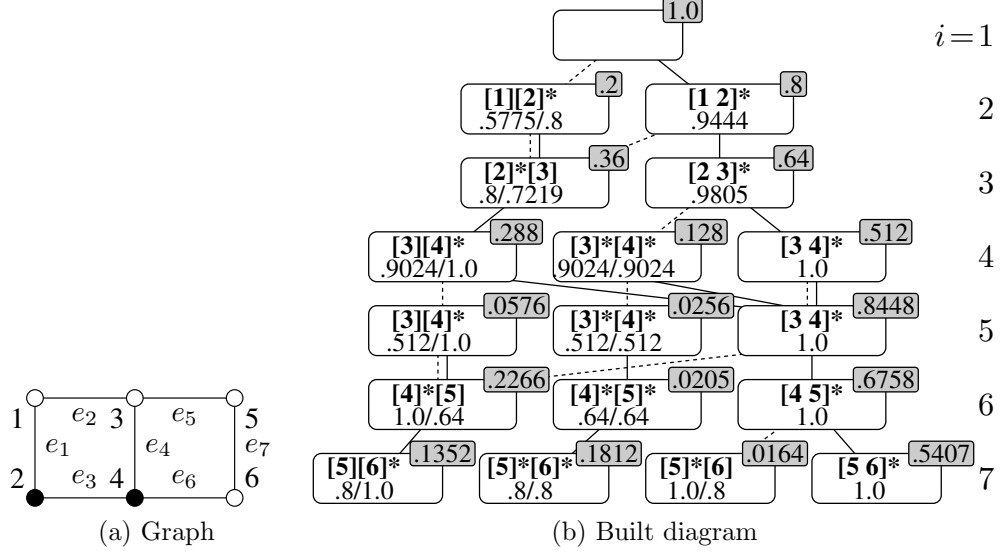 1.0
i=1
[1][2]* .2 [1 2]* .8
.5775/.8 .9444
2
[2]*[3] .36 [2 3]* .64
.8/.7219 .9805
3
[3][4]* .288 [3]*[4]* .128 [3 4]* .512
.9024/1.0 .9024/.9024 1.0
4
[3][4]* .0576 [3]*[4]* .0256 [3 4]* .8448
.512/1.0 .512/.512 1.0
5
[4]*[5] .2266 [4]*[5]* .0205 [4 5]* .6758
1.0/.64 .64/.64 1.0
6
[5][6]* .1352 [5]*[6]* .1812 [5]*[6] .0164 [5 6]* .5407
.8/1.0 .8/.8 1.0/.8 1.0
7
1 e2 3 e5 5
e1 e4 e7
2 e3 4 e6 6
(a) Graph
(b) Built diagram